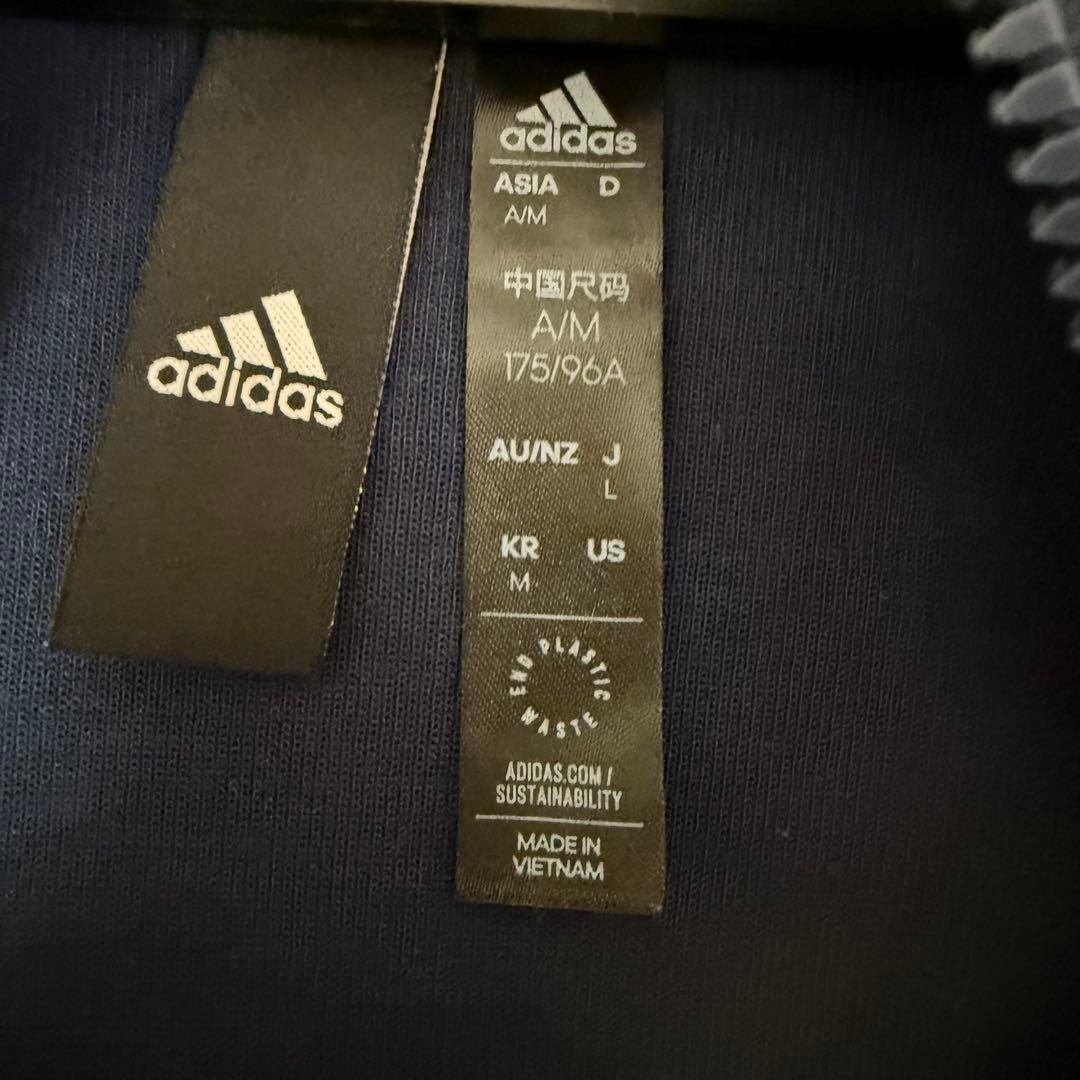 adidas
adidas
ASIA D
A/M
中国尺码
A/M
175/96A
AU/NZ J
L
KR US
M
END PLASTIC WASTE
ADIDAS.COM /
SUSTAINABILITY
MADE IN
VIETNAM